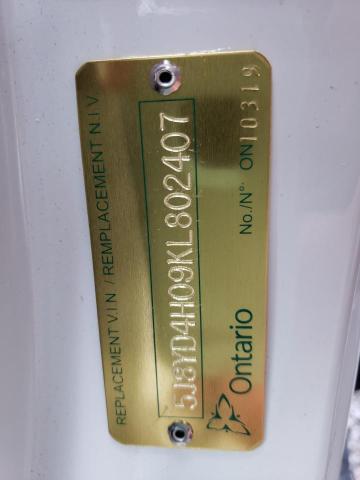 REPLACEMENT V.I.N / REMPLACEMENT N.I.V
5J8YD4H09KL802407
Ontario No./N°. ON10319